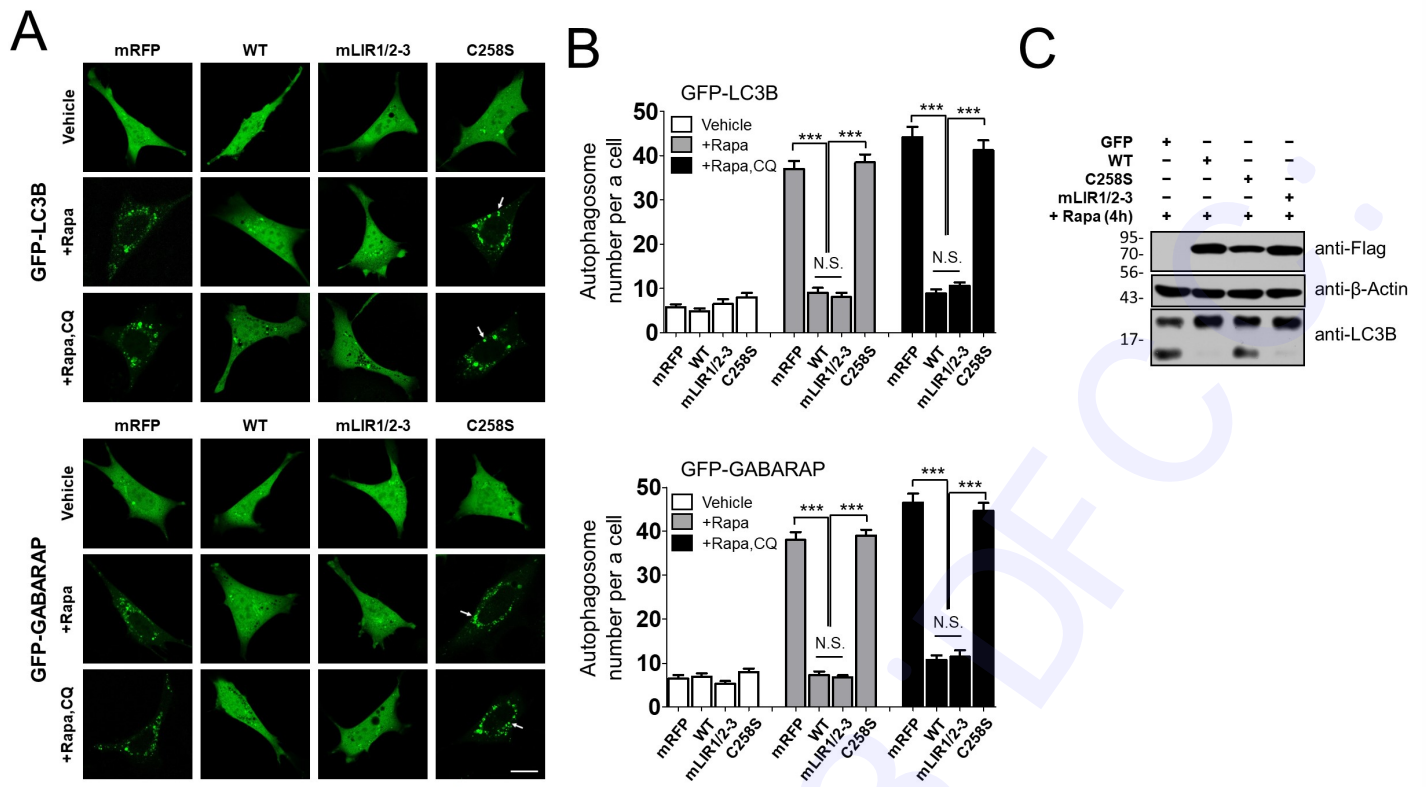 A
mRFP WT mLIR1/2-3 C258S
GFP-LC3B
Vehicle
+Rapa
+Rapa,CQ
mRFP WT mLIR1/2-3 C258S
GFP-GABARAP
Vehicle
+Rapa
+Rapa,CQ
B
GFP-LC3B
Autophagosome
number per a cell
50
40
30
20
10
0
Vehicle
+Rapa
+Rapa,CQ
*** ***
N.S.
*** ***
N.S.
mRFP WT mLIR1/2-3 C258S mRFP WT mLIR1/2-3 C258S mRFP WT mLIR1/2-3 C258S
GFP-GABARAP
Autophagosome
number per a cell
50
40
30
20
10
0
Vehicle
+Rapa
+Rapa,CQ
*** ***
N.S.
*** ***
N.S.
mRFP WT mLIR1/2-3 C258S mRFP WT mLIR1/2-3 C258S mRFP WT mLIR1/2-3 C258S
C
GFP + – – –
WT – + – –
C258S – – + –
mLIR1/2-3 – – – +
+ Rapa (4h) + + + +
95-
70-
56-
43-
17-
anti-Flag
anti-β-Actin
anti-LC3B